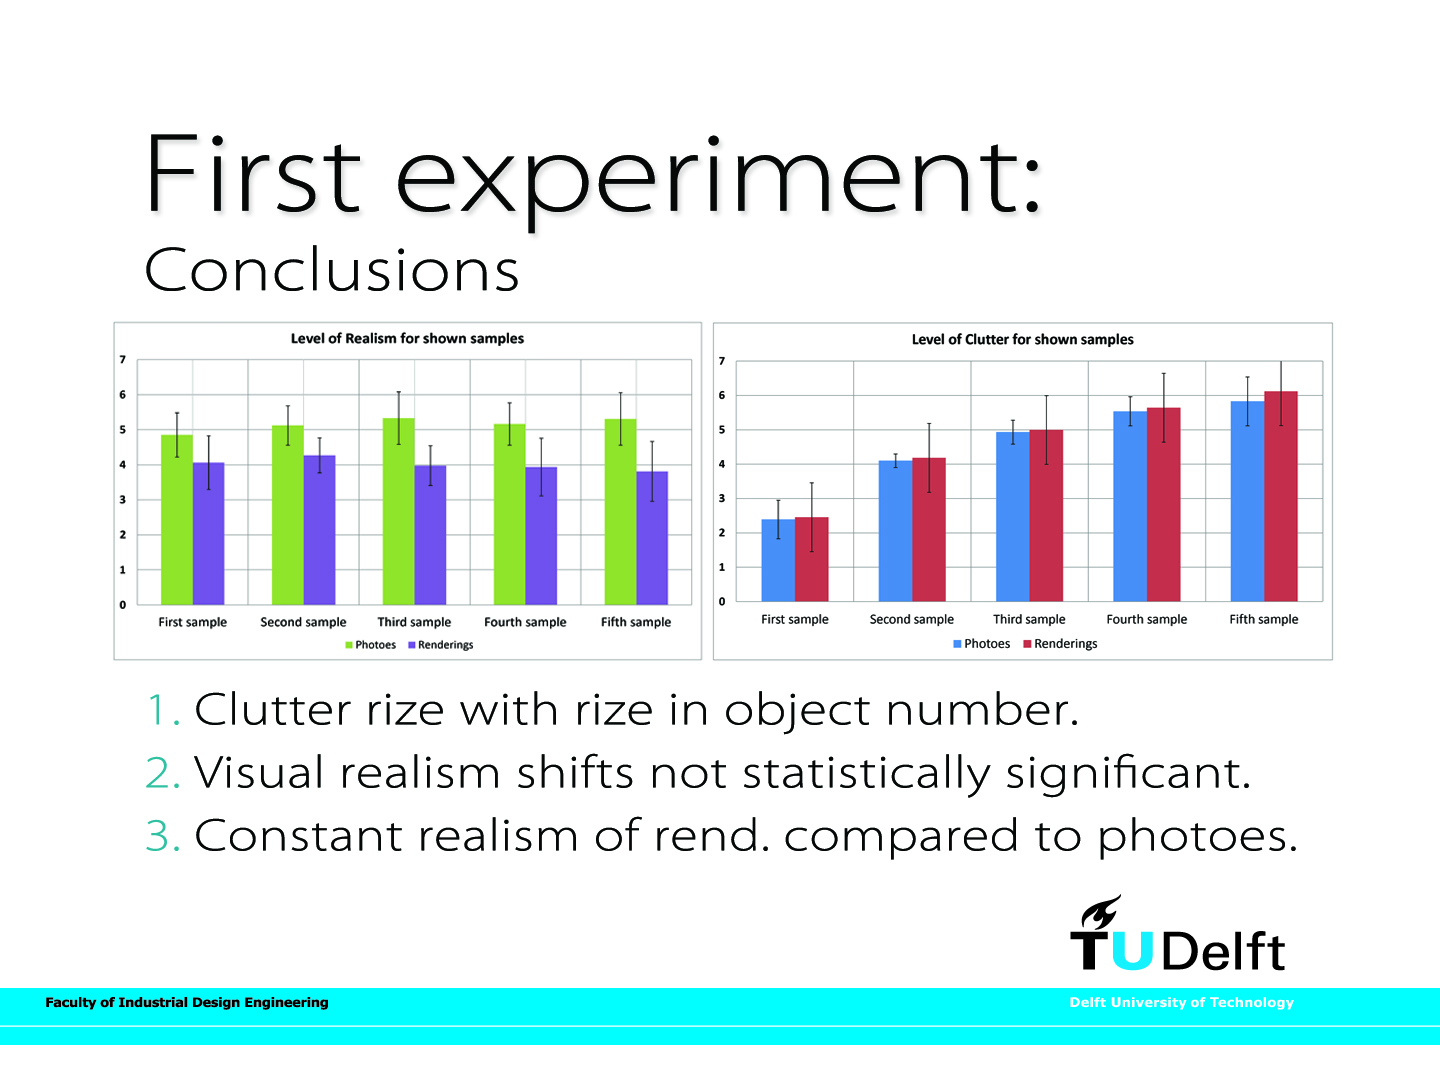 First experiment:
Conclusions
Level of Realism for shown samples
7
6
5
4
3
2
1
0
First sample Second sample Third sample Fourth sample Fifth sample
Photoes Renderings
Level of Clutter for shown samples
7
6
5
4
3
2
1
0
First sample Second sample Third sample Fourth sample Fifth sample
Photoes Renderings
1. Clutter rize with rize in object number.
2. Visual realism shifts not statistically significant.
3. Constant realism of rend. compared to photoes.
TUDelft
Faculty of Industrial Design Engineering
Delft University of Technology